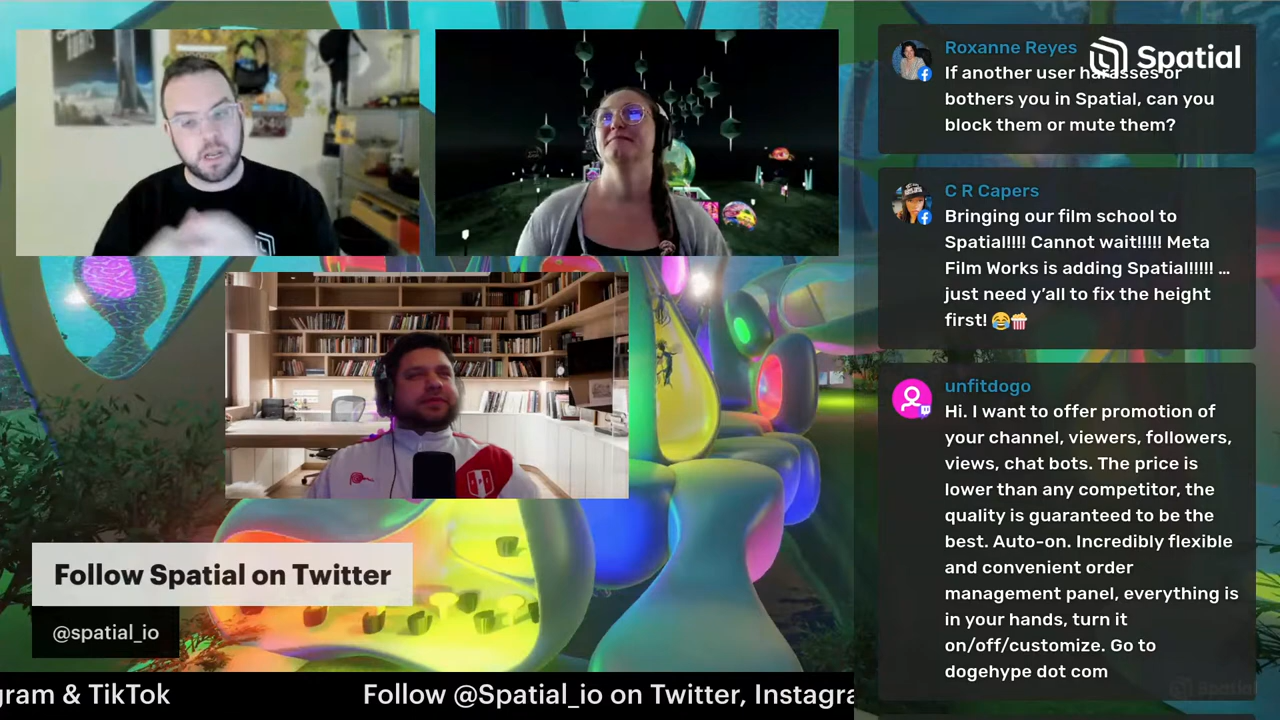 Follow Spatial on Twitter
@spatial_io
gram & TikTok
Follow @Spatial_io on Twitter, Instagra
Spatial
Roxanne Reyes
If another user harasses or
bothers you in Spatial, can you
block them or mute them?
C R Capers
Bringing our film school to
Spatial!!!!! Cannot wait!!!!! Meta
Film Works is adding Spatial!!!!! …
just need y’all to fix the height
first! 😂🍿
unfitdogo
Hi. I want to offer promotion of
your channel, viewers, followers,
views, chat bots. The price is
lower than any competitor, the
quality is guaranteed to be the
best. Auto-on. Incredibly flexible
and convenient order
management panel, everything is
in your hands, turn it
on/off/customize. Go to
dogehype dot com
Spatial